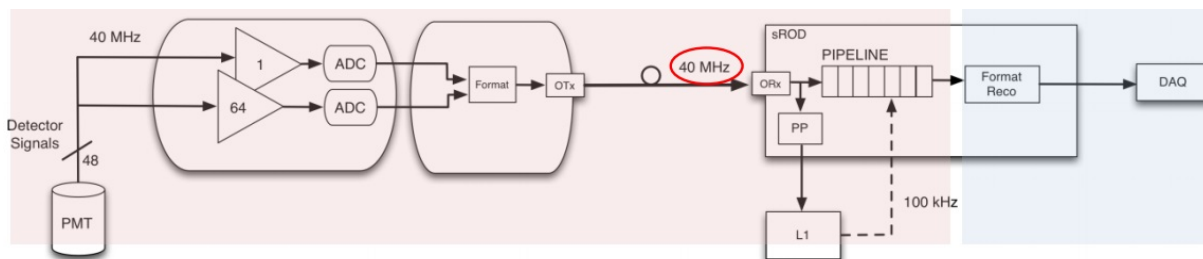 40 MHz
1
ADC
64
ADC
Detector
Signals
48
PMT
Format
OTx
40 MHz
sROD
PIPELINE
ORx
PP
L1
100 kHz
Format
Reco
DAQ